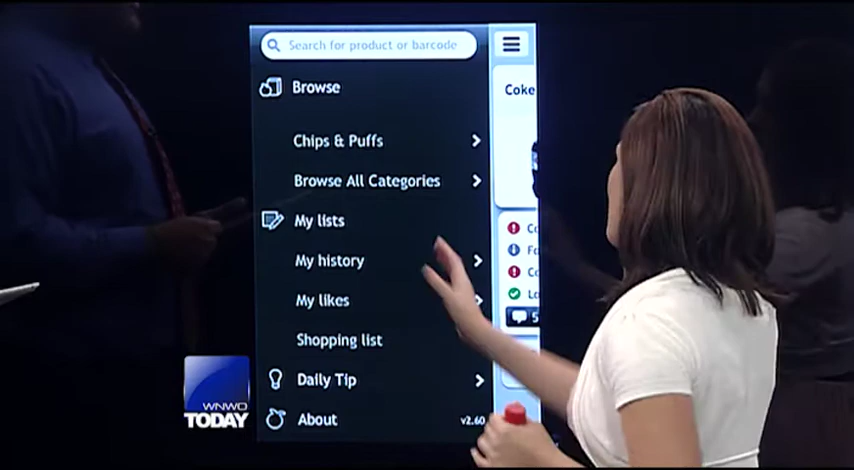 Search for product or barcode
Coke
Browse
Chips & Puffs
Browse All Categories
My lists
My history
My likes
Shopping list
Daily Tip
About
v2.60
WNWO
TODAY